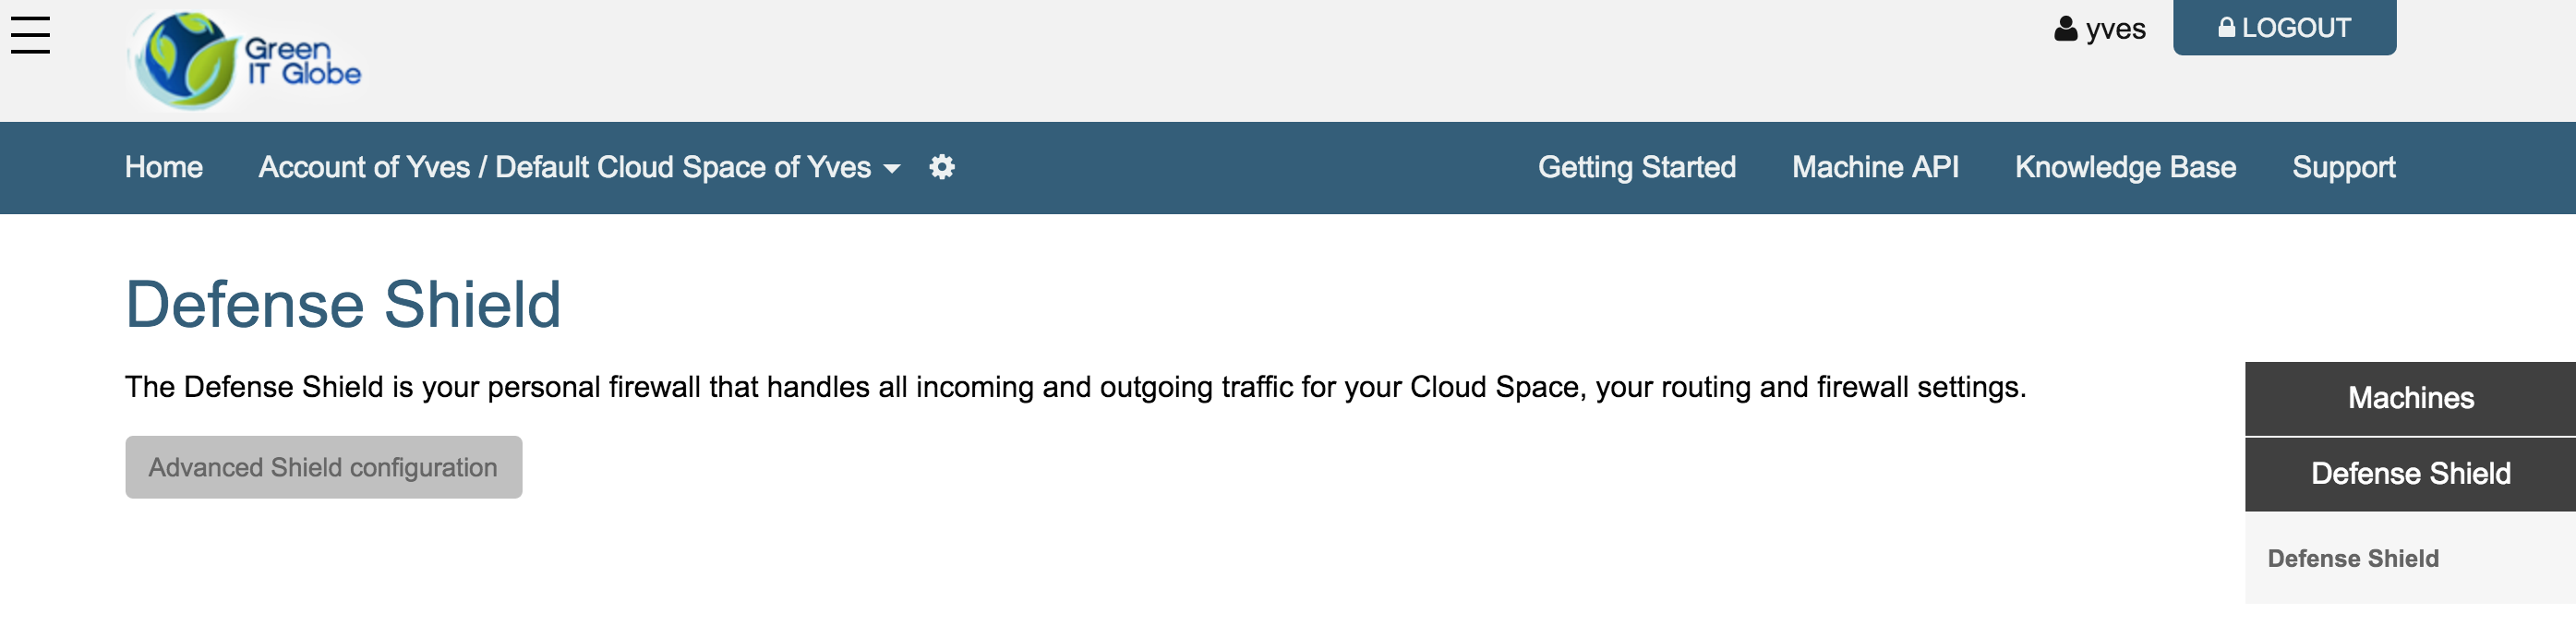 Green
IT Globe
yves
LOGOUT
Home
Account of Yves / Default Cloud Space of Yves
Getting Started
Machine API
Knowledge Base
Support
Defense Shield
The Defense Shield is your personal firewall that handles all incoming and outgoing traffic for your Cloud Space, your routing and firewall settings.
Advanced Shield configuration
Machines
Defense Shield
Defense Shield